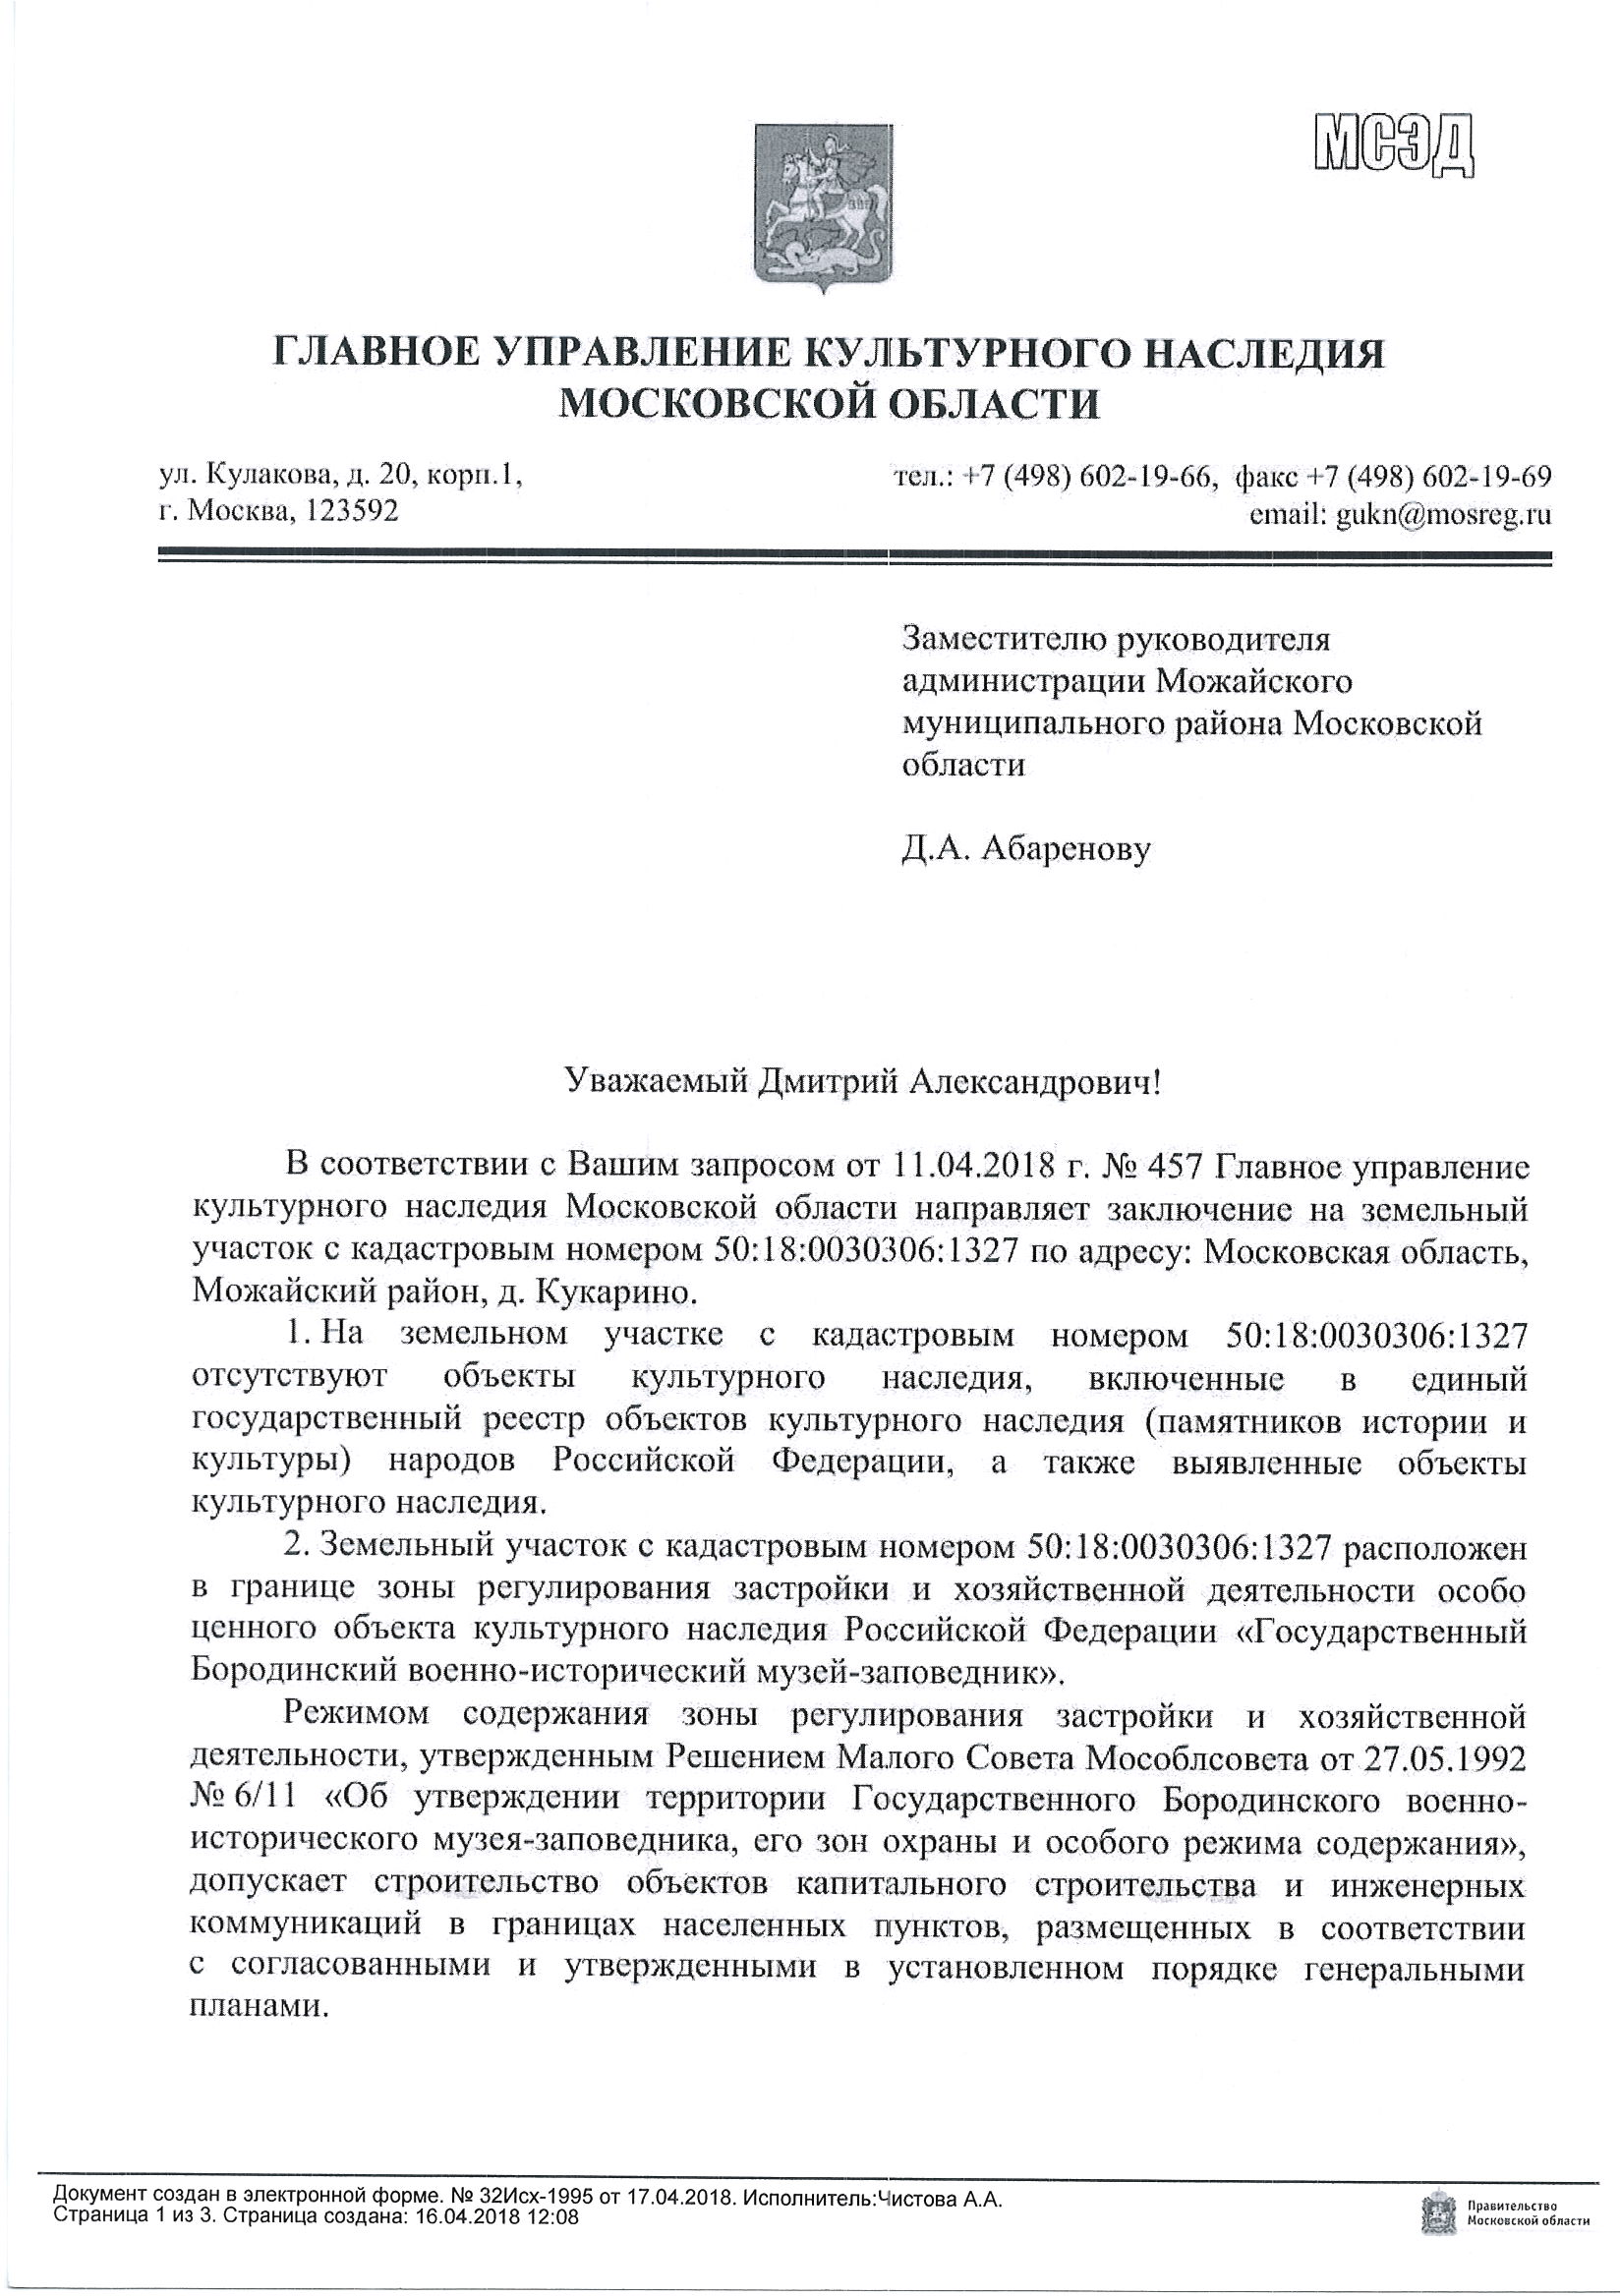 МСЭД
ГЛАВНОЕ УПРАВЛЕНИЕ КУЛЬТУРНОГО НАСЛЕДИЯ
МОСКОВСКОЙ ОБЛАСТИ
ул. Кулакова, д. 20, корп.1,
г. Москва, 123592
тел.: +7 (498) 602-19-66, факс +7 (498) 602-19-69
email: gukn@mosreg.ru
Заместителю руководителя
администрации Можайского
муниципального района Московской
области
Д.А. Абаренову
Уважаемый Дмитрий Александрович!
В соответствии с Вашим запросом от 11.04.2018 г. № 457 Главное управление
культурного наследия Московской области направляет заключение на земельный
участок с кадастровым номером 50:18:0030306:1327 по адресу: Московская область,
Можайский район, д. Кукарино.
1. На земельном участке с кадастровым номером 50:18:0030306:1327
отсутствуют объекты культурного наследия, включенные в единый
государственный реестр объектов культурного наследия (памятников истории и
культуры) народов Российской Федерации, а также выявленные объекты
культурного наследия.
2. Земельный участок с кадастровым номером 50:18:0030306:1327 расположен
в границе зоны регулирования застройки и хозяйственной деятельности особо
ценного объекта культурного наследия Российской Федерации «Государственный
Бородинский военно-исторический музей-заповедник».
Режимом содержания зоны регулирования застройки и хозяйственной
деятельности, утвержденным Решением Малого Совета Мособлсовета от 27.05.1992
№ 6/11 «Об утверждении территории Государственного Бородинского военно-
исторического музея-заповедника, его зон охраны и особого режима содержания»,
допускает строительство объектов капитального строительства и инженерных
коммуникаций в границах населенных пунктов, размещенных в соответствии
с согласованными и утвержденными в установленном порядке генеральными
планами.
Документ создан в электронной форме. № 32Исх-1995 от 17.04.2018. Исполнитель:Чистова А.А.
Страница 1 из 3. Страница создана: 16.04.2018 12:08
Правительство
Московской области